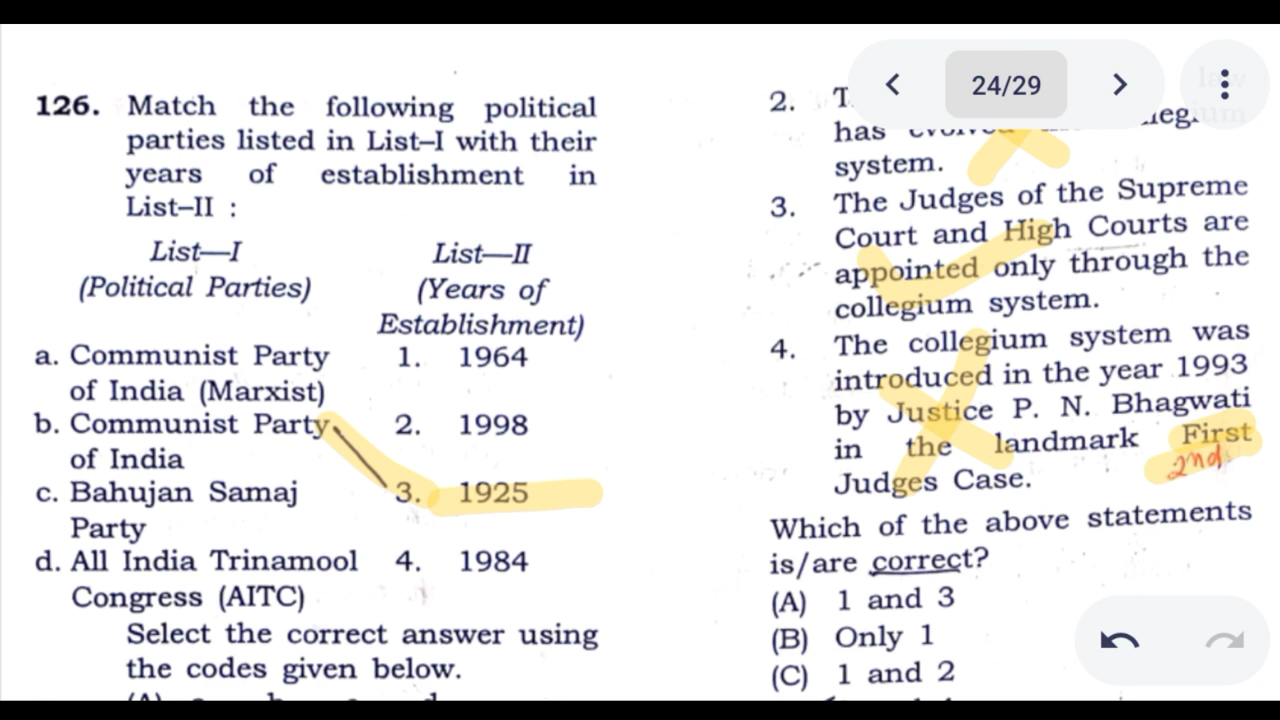 126. Match the following political
parties listed in List–I with their
years of establishment in
List–II :
List—I
(Political Parties)
List—II
(Years of
Establishment)
a. Communist Party 1. 1964
of India (Marxist)
b. Communist Party 2. 1998
of India
c. Bahujan Samaj 3. 1925
Party
d. All India Trinamool 4. 1984
Congress (AITC)
Select the correct answer using
the codes given below.
24/29
2.
has
system.
3. The Judges of the Supreme
Court and High Courts are
appointed only through the
collegium system.
4. The collegium system was
introduced in the year 1993
by Justice P. N. Bhagwati
in the landmark First
2nd
Judges Case.
Which of the above statements
is/are correct?
(A) 1 and 3
(B) Only 1
(C) 1 and 2